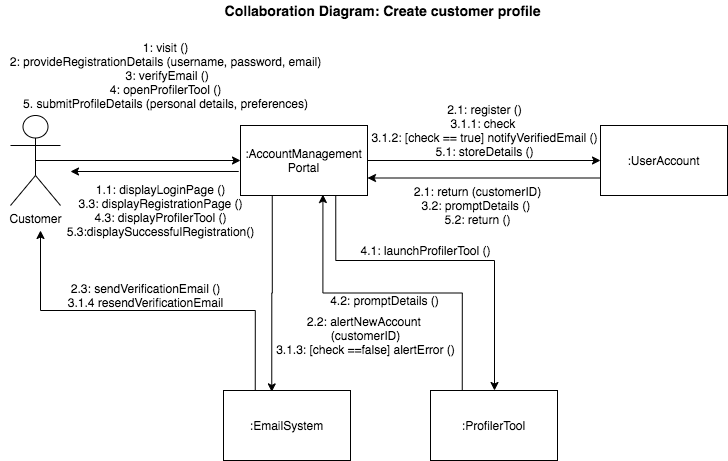 Collaboration Diagram: Create customer profile
1: visit ()
2: provideRegistrationDetails (username, password, email)
3: verifyEmail ()
4: openProfilerTool ()
5. submitProfileDetails (personal details, preferences)
2.1: register ()
3.1.1: check
3.1.2: [check == true] notifyVerifiedEmail ()
5.1: storeDetails ()
:AccountManagement
Portal
:UserAccount
Customer
1.1: displayLoginPage ()
3.3: displayRegistrationPage ()
4.3: displayProfilerTool ()
5.3:displaySuccessfulRegistration()
2.1: return (customerID)
3.2: promptDetails ()
5.2: return ()
4.1: launchProfilerTool ()
2.3: sendVerificationEmail ()
3.1.4 resendVerificationEmail
4.2: promptDetails ()
2.2: alertNewAccount
(customerID)
3.1.3: [check ==false] alertError ()
:EmailSystem
:ProfilerTool